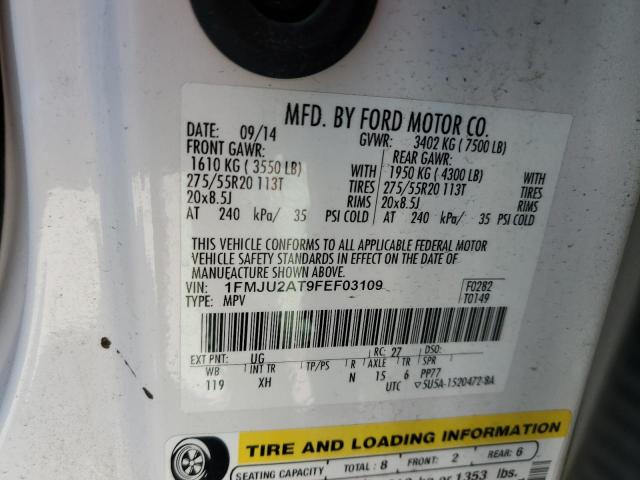 MFD. BY FORD MOTOR CO.
DATE: 09/14 GVWR: 3402 KG ( 7500 LB)
FRONT GAWR: REAR GAWR:
1610 KG ( 3550 LB) WITH 1950 KG ( 4300 LB) WITH
275/55R20 113T TIRES 275/55R20 113T TIRES
20x8.5J RIMS 20x8.5J RIMS
AT 240 kPa/ 35 PSI COLD AT 240 kPa/ 35 PSI COLD
THIS VEHICLE CONFORMS TO ALL APPLICABLE FEDERAL MOTOR
VEHICLE SAFETY STANDARDS IN EFFECT ON THE DATE OF
MANUFACTURE SHOWN ABOVE.
VIN: 1FMJU2AT9FEF03109 F0282
TYPE: MPV T0149
EXT PNT: UG RC: 27 DSO:
WB INT TR TP/PS R AXLE TR SPR
119 XH N 15 6 PP77
UTC 5U5A-1520472-BA
TIRE AND LOADING INFORMATION
SEATING CAPACITY TOTAL : 8 FRONT: 2 REAR: 6
kg or 1353 lbs.